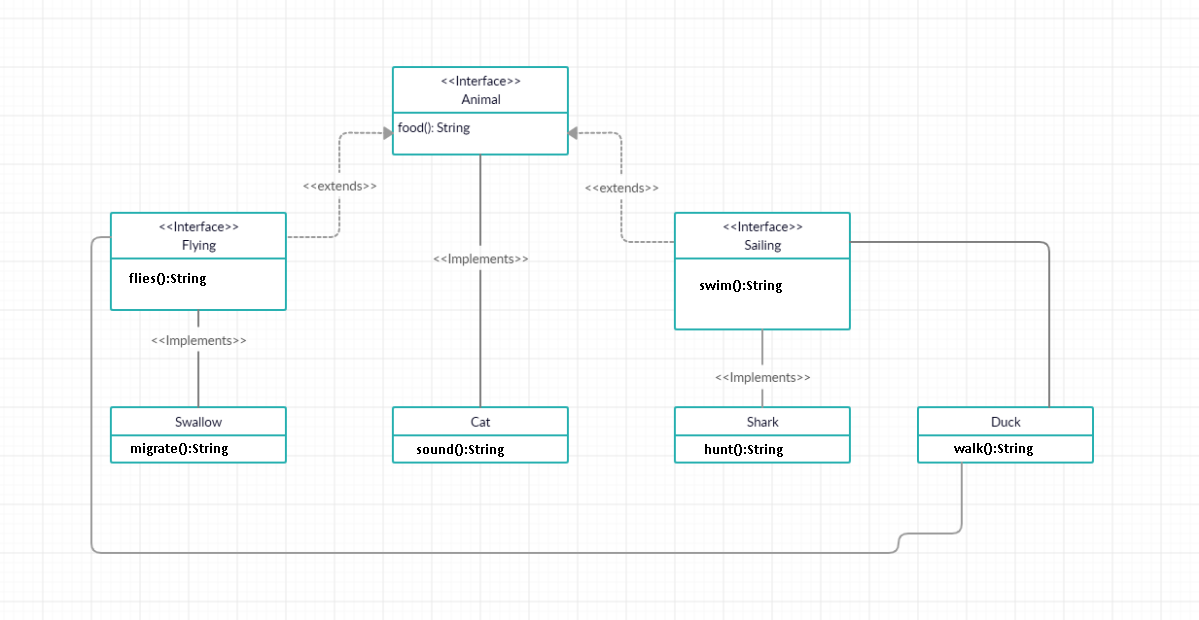 <<Interface>>
Animal
food(): String
<<extends>>
<<extends>>
<<Interface>>
Flying
flies():String
<<Interface>>
Sailing
swim():String
<<Implements>>
<<Implements>>
<<Implements>>
Swallow
migrate():String
Cat
sound():String
Shark
hunt():String
Duck
walk():String